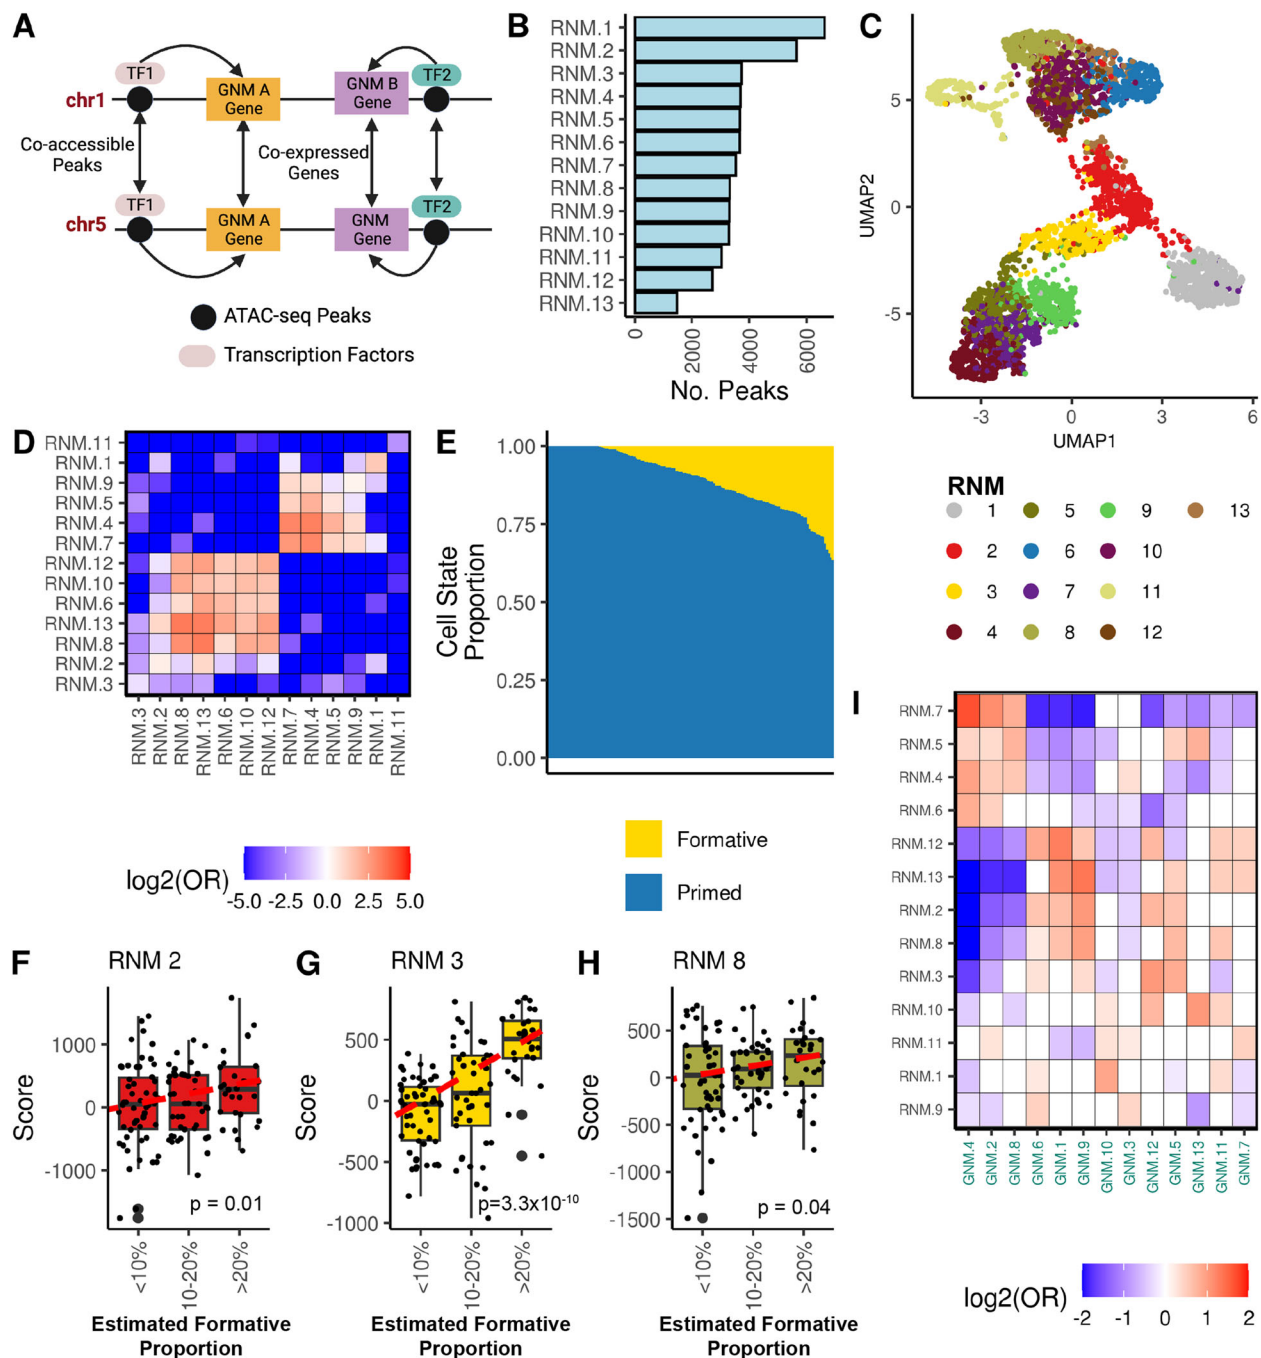 A
TF1
GNM A
Gene
GNM B
Gene
TF2
chr1
Co-accessible
Peaks
Co-expressed
Genes
TF1
GNM A
Gene
GNM
Gene
TF2
chr5
ATAC-seq Peaks
Transcription Factors
B
RNM.1
RNM.2
RNM.3
RNM.4
RNM.5
RNM.6
RNM.7
RNM.8
RNM.9
RNM.10
RNM.11
RNM.12
RNM.13
0
2000
4000
6000
No. Peaks
C
UMAP2
5
0
-5
-3
0
3
6
UMAP1
RNM
1
5
9
13
2
6
10
3
7
11
4
8
12
D
RNM.11
RNM.1
RNM.9
RNM.5
RNM.4
RNM.7
RNM.12
RNM.10
RNM.6
RNM.13
RNM.8
RNM.2
RNM.3
RNM.3
RNM.2
RNM.8
RNM.13
RNM.6
RNM.10
RNM.12
RNM.7
RNM.4
RNM.5
RNM.9
RNM.1
RNM.11
log2(OR)
-5.0
-2.5
0.0
2.5
5.0
E
Cell State
Proportion
1.00
0.75
0.50
0.25
0.00
Formative
Primed
F
RNM 2
Score
1000
0
-1000
p = 0.01
<10%
10-20%
>20%
Estimated Formative
Proportion
G
RNM 3
Score
500
0
-500
-1000
p=3.3x10-10
<10%
10-20%
>20%
Estimated Formative
Proportion
H
RNM 8
Score
500
0
-500
-1000
-1500
p = 0.04
<10%
10-20%
>20%
Estimated Formative
Proportion
I
RNM.7
RNM.5
RNM.4
RNM.6
RNM.12
RNM.13
RNM.2
RNM.8
RNM.3
RNM.10
RNM.11
RNM.1
RNM.9
GNM.4
GNM.2
GNM.8
GNM.6
GNM.1
GNM.9
GNM.10
GNM.3
GNM.12
GNM.5
GNM.13
GNM.11
GNM.7
log2(OR)
-2
-1
0
1
2